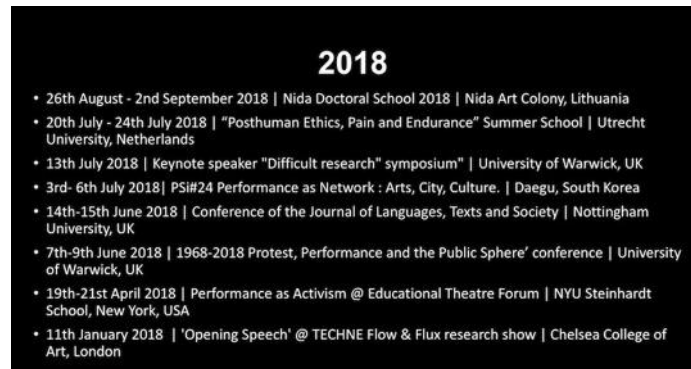 2018
• 26th August - 2nd September 2018 | Nida Doctoral School 2018 | Nida Art Colony, Lithuania
• 20th July - 24th July 2018 | “Posthuman Ethics, Pain and Endurance” Summer School | Utrecht
University, Netherlands
• 13th July 2018 | Keynote speaker "Difficult research" symposium" | University of Warwick, UK
• 3rd- 6th July 2018| PSi#24 Performance as Network : Arts, City, Culture. | Daegu, South Korea
• 14th-15th June 2018 | Conference of the Journal of Languages, Texts and Society | Nottingham
University, UK
• 7th-9th June 2018 | 1968-2018 Protest, Performance and the Public Sphere’ conference | University
of Warwick, UK
• 19th-21st April 2018 | Performance as Activism @ Educational Theatre Forum | NYU Steinhardt
School, New York, USA
• 11th January 2018 | 'Opening Speech' @ TECHNE Flow & Flux research show | Chelsea College of
Art, London